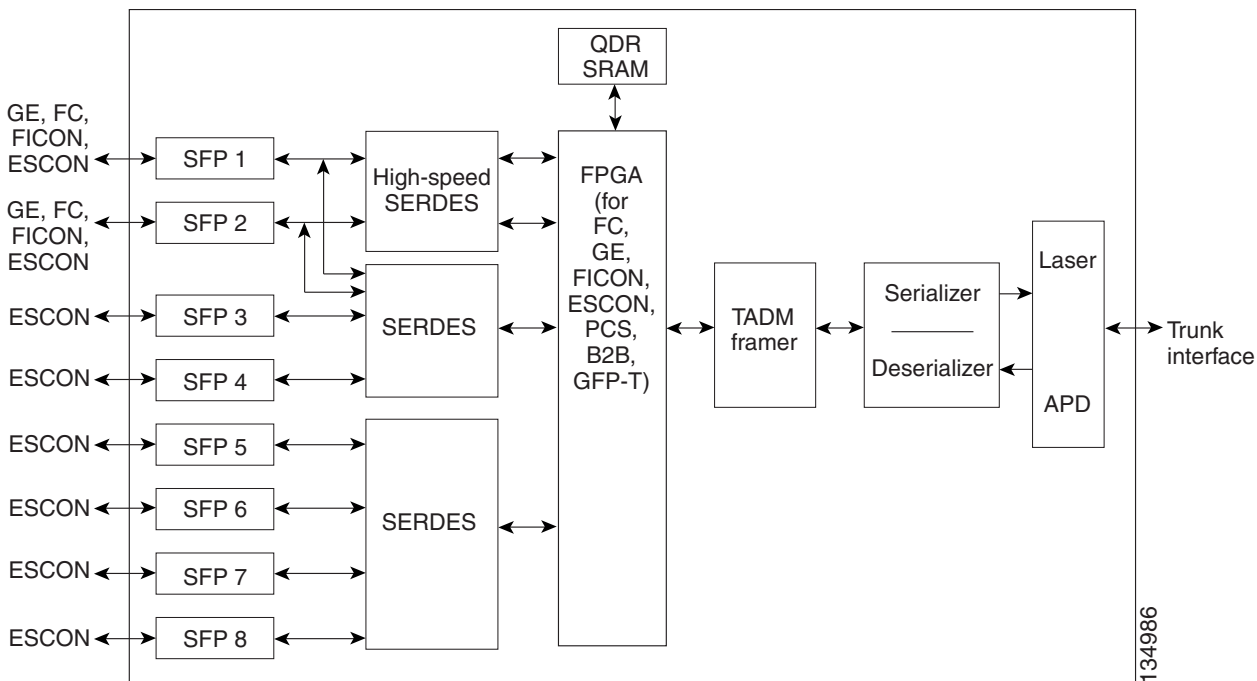 QDR
SRAM
GE, FC,
FICON,
ESCON
SFP 1
GE, FC,
FICON,
ESCON
SFP 2
ESCON
SFP 3
ESCON
SFP 4
ESCON
SFP 5
ESCON
SFP 6
ESCON
SFP 7
ESCON
SFP 8
High-speed
SERDES
SERDES
SERDES
FPGA
(for
FC,
GE,
FICON,
ESCON,
PCS,
B2B,
GFP-T)
TADM
framer
Serializer
Deserializer
Laser
APD
Trunk
interface
134986